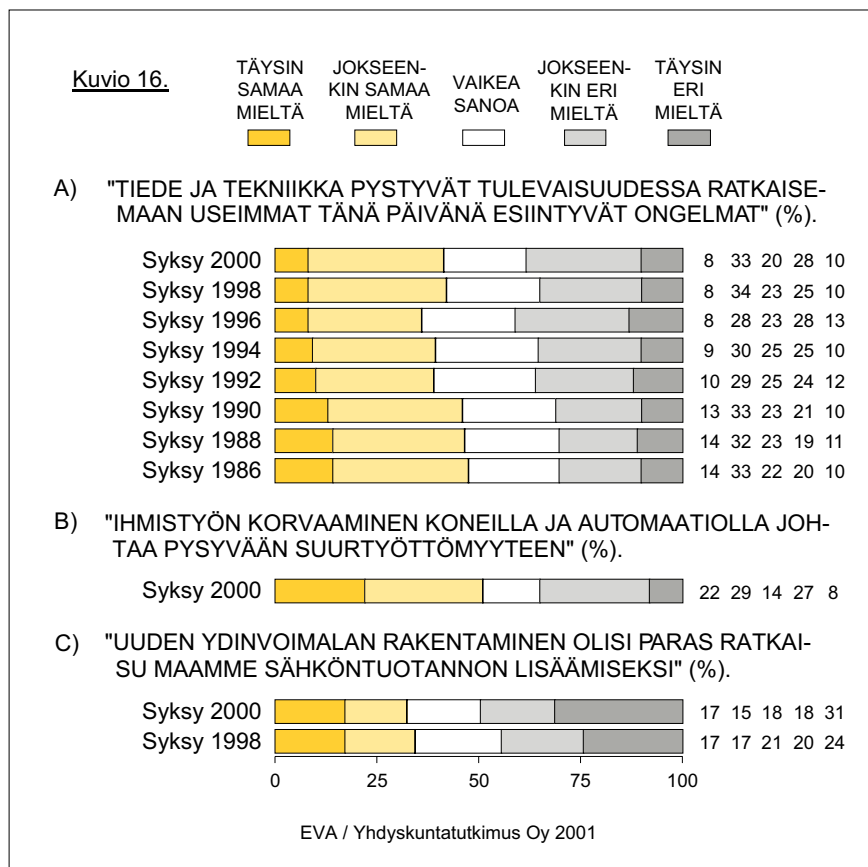 Kuvio 16.
TÄYSIN SAMAA MIELTÄ
JOKSEEN-KIN SAMAA MIELTÄ
VAIKEA SANOA
JOKSEEN-KIN ERI MIELTÄ
TÄYSIN ERI MIELTÄ
A) "TIEDE JA TEKNIIKKA PYSTYVÄT TULEVAISUUDESSA RATKAISE-
MAAN USEIMMAT TÄNÄ PÄIVÄNÄ ESIINTYVÄT ONGELMAT" (%).
Syksy 2000 8 33 20 28 10
Syksy 1998 8 34 23 25 10
Syksy 1996 8 28 23 28 13
Syksy 1994 9 30 25 25 10
Syksy 1992 10 29 25 24 12
Syksy 1990 13 33 23 21 10
Syksy 1988 14 32 23 19 11
Syksy 1986 14 33 22 20 10
B) "IHMISTYÖN KORVAAMINEN KONEILLA JA AUTOMAATIOLLA JOH-
TAA PYSYVÄÄN SUURTYÖTTÖMYYTEEN" (%).
Syksy 2000 22 29 14 27 8
C) "UUDEN YDINVOIMALAN RAKENTAMINEN OLISI PARAS RATKAI-
SU MAAMME SÄHKÖNTUOTANNON LISÄÄMISEKSI" (%).
Syksy 2000 17 15 18 18 31
Syksy 1998 17 17 21 20 24
0 25 50 75 100
EVA / Yhdyskuntatutkimus Oy 2001